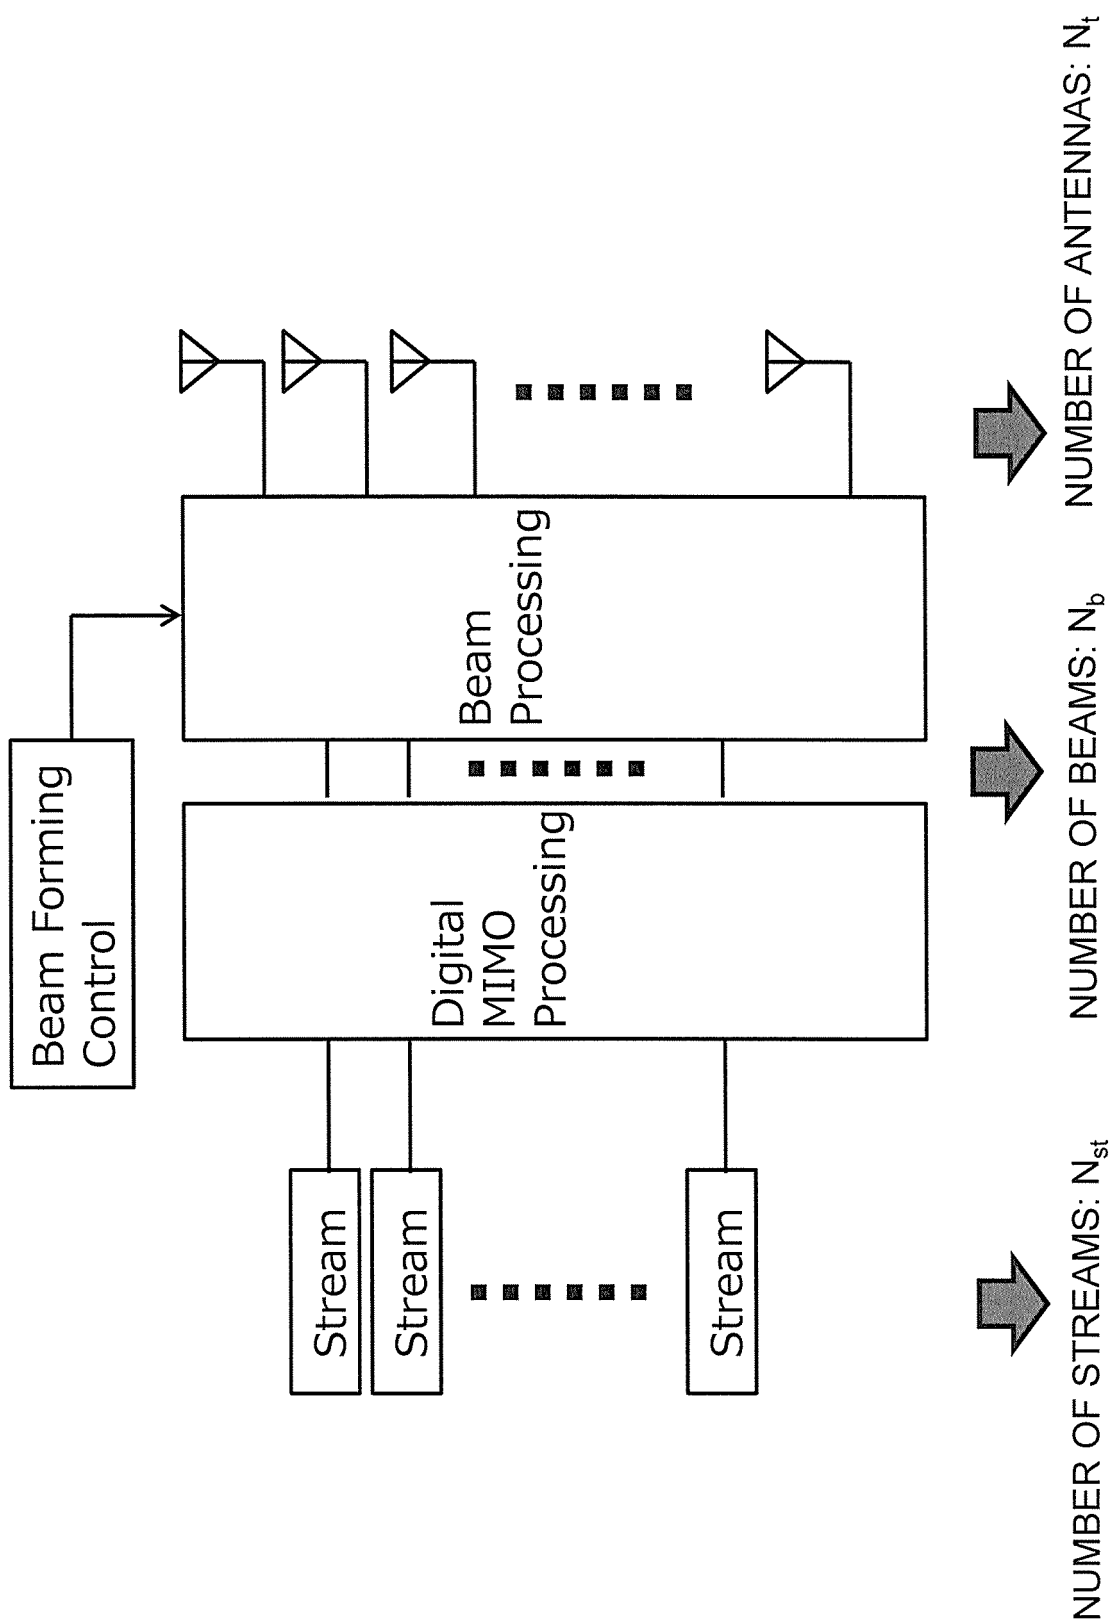 Beam Forming
Control
Stream
Stream
Stream
Digital
MIMO
Processing
Beam
Processing
NUMBER OF STREAMS: Nst
NUMBER OF BEAMS: Nb
NUMBER OF ANTENNAS: Nt